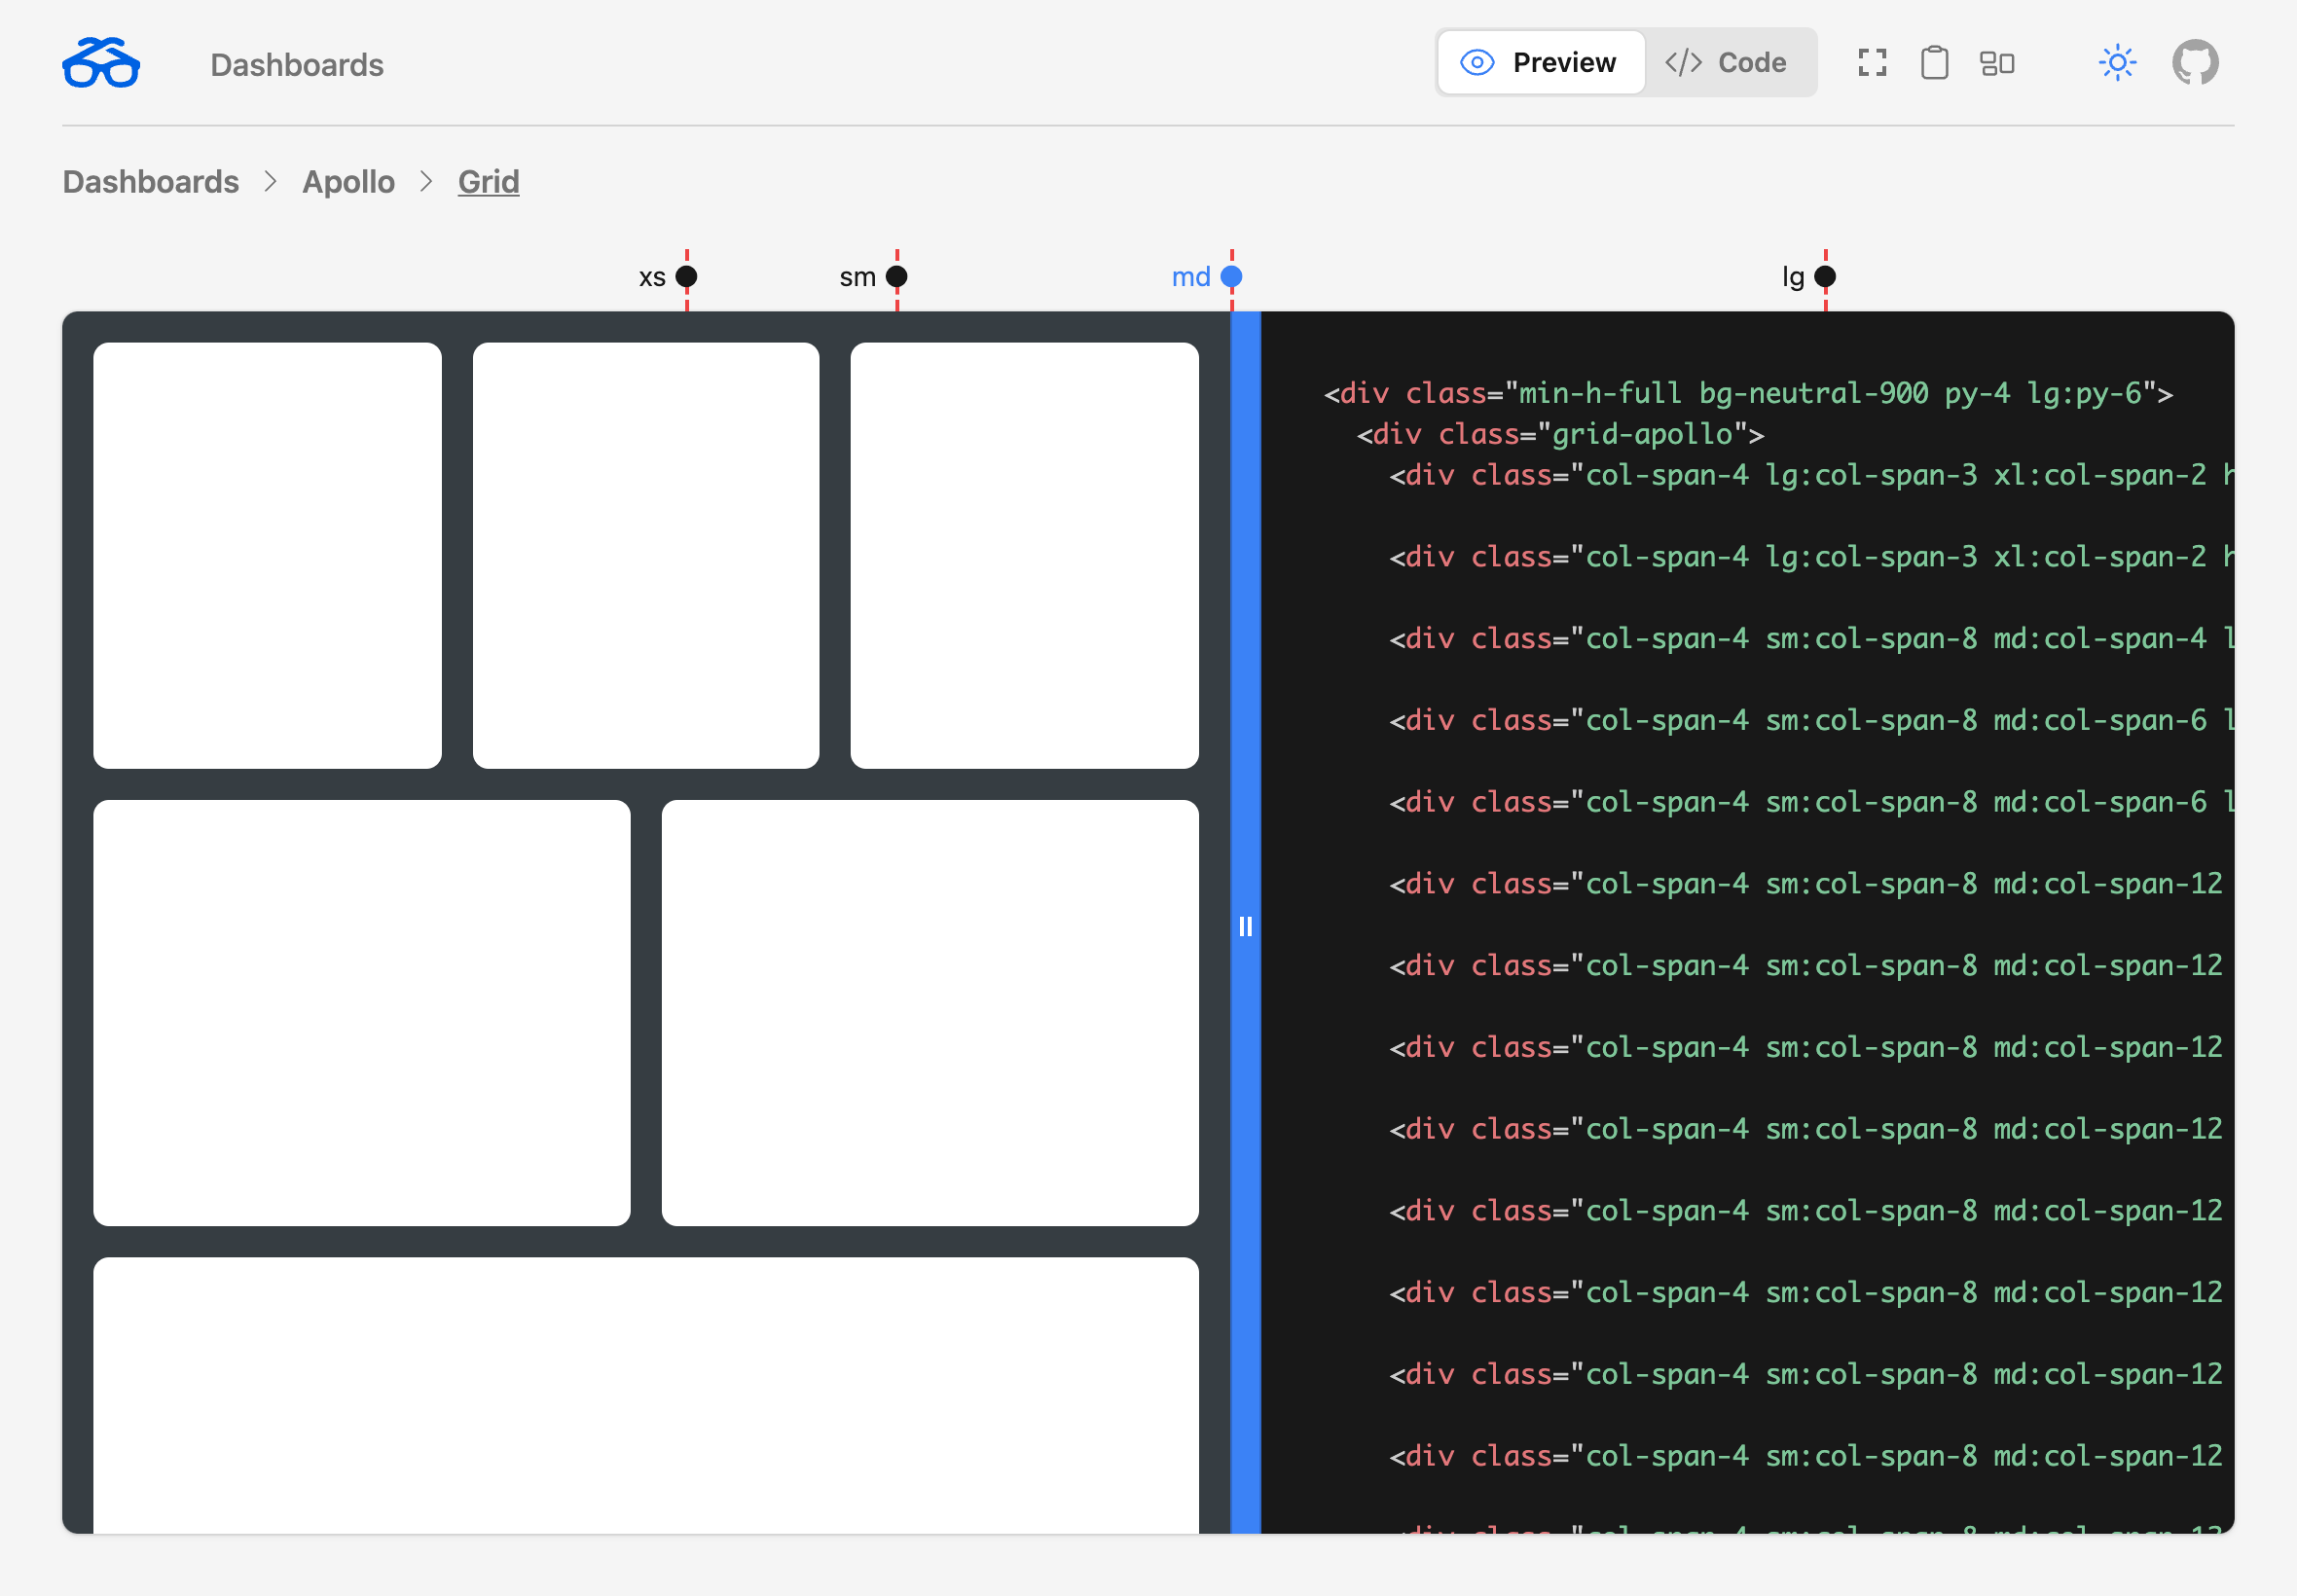 Dashboards
Preview
Code
Dashboards > Apollo > Grid
xs
sm
md
lg
<div class="min-h-full bg-neutral-900 py-4 lg:py-6">
<div class="grid-apollo">
<div class="col-span-4 lg:col-span-3 xl:col-span-2
<div class="col-span-4 lg:col-span-3 xl:col-span-2
<div class="col-span-4 sm:col-span-8 md:col-span-4
<div class="col-span-4 sm:col-span-8 md:col-span-6
<div class="col-span-4 sm:col-span-8 md:col-span-6
<div class="col-span-4 sm:col-span-8 md:col-span-12
<div class="col-span-4 sm:col-span-8 md:col-span-12
<div class="col-span-4 sm:col-span-8 md:col-span-12
<div class="col-span-4 sm:col-span-8 md:col-span-12
<div class="col-span-4 sm:col-span-8 md:col-span-12
<div class="col-span-4 sm:col-span-8 md:col-span-12
<div class="col-span-4 sm:col-span-8 md:col-span-12
<div class="col-span-4 sm:col-span-8 md:col-span-12